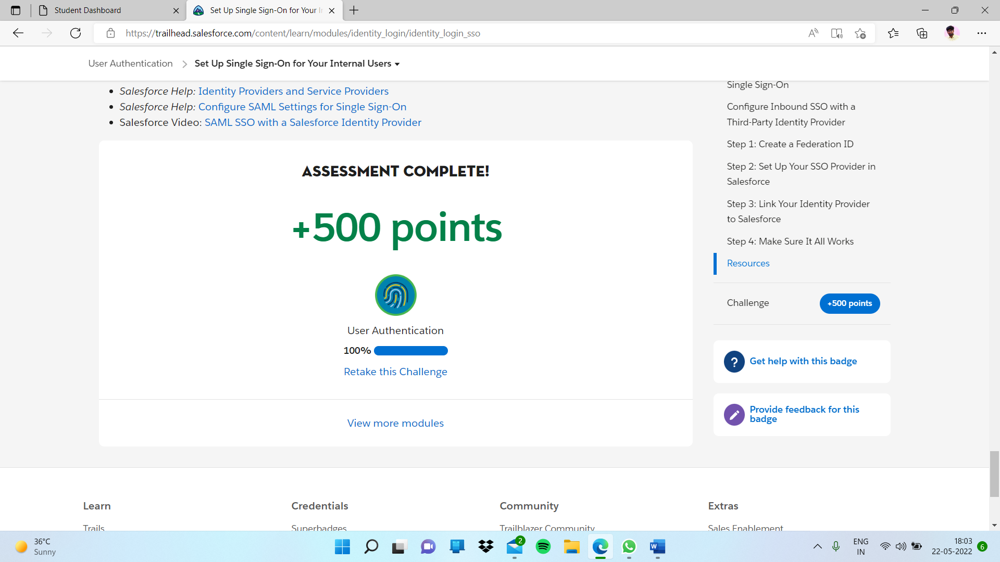 Student Dashboard
Set Up Single Sign-On for Your I
https://trailhead.salesforce.com/content/learn/modules/identity_login/identity_login_sso
User Authentication
Set Up Single Sign-On for Your Internal Users
Salesforce Help: Identity Providers and Service Providers
Salesforce Help: Configure SAML Settings for Single Sign-On
Salesforce Video: SAML SSO with a Salesforce Identity Provider
ASSESSMENT COMPLETE!
+500 points
User Authentication
100%
Retake this Challenge
View more modules
Single Sign-On
Configure Inbound SSO with a
Third-Party Identity Provider
Step 1: Create a Federation ID
Step 2: Set Up Your SSO Provider in
Salesforce
Step 3: Link Your Identity Provider
to Salesforce
Step 4: Make Sure It All Works
Resources
Challenge
+500 points
? Get help with this badge
Provide feedback for this
badge
Learn
Credentials
Community
Extras
Trails
Superbadges
Trailblazer Community
Sales Enablement
36°C
Sunny
2
W
ENG
IN
18:03
22-05-2022
6